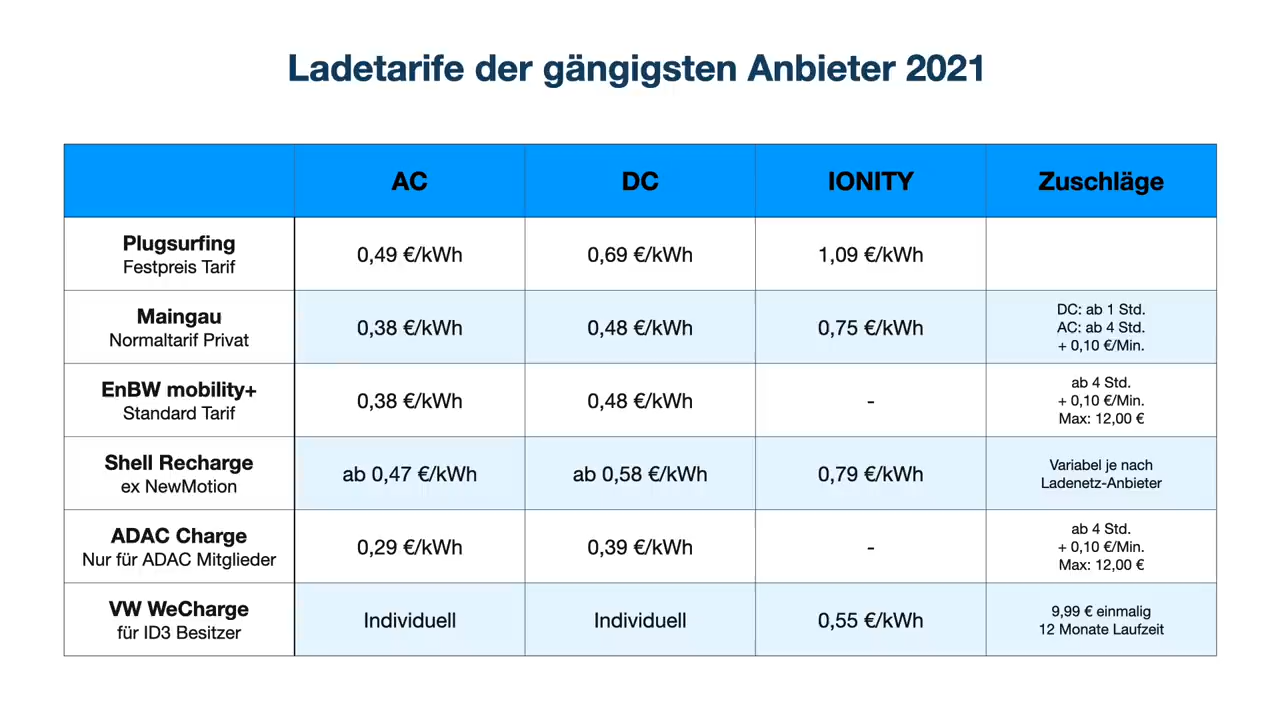 Ladetarife der gängigsten Anbieter 2021
AC DC IONITY Zuschläge
Plugsurfing
Festpreis Tarif
0,49 €/kWh 0,69 €/kWh 1,09 €/kWh
Maingau
Normaltarif Privat
0,38 €/kWh 0,48 €/kWh 0,75 €/kWh
DC: ab 1 Std.
AC: ab 4 Std.
+ 0,10 €/Min.
EnBW mobility+
Standard Tarif
0,38 €/kWh 0,48 €/kWh -
ab 4 Std.
+ 0,10 €/Min.
Max: 12,00 €
Shell Recharge
ex NewMotion
ab 0,47 €/kWh ab 0,58 €/kWh 0,79 €/kWh
Variabel je nach
Ladenetz-Anbieter
ADAC Charge
Nur für ADAC Mitglieder
0,29 €/kWh 0,39 €/kWh -
ab 4 Std.
+ 0,10 €/Min.
Max: 12,00 €
VW WeCharge
für ID3 Besitzer
Individuell Individuell 0,55 €/kWh
9,99 € einmalig
12 Monate Laufzeit